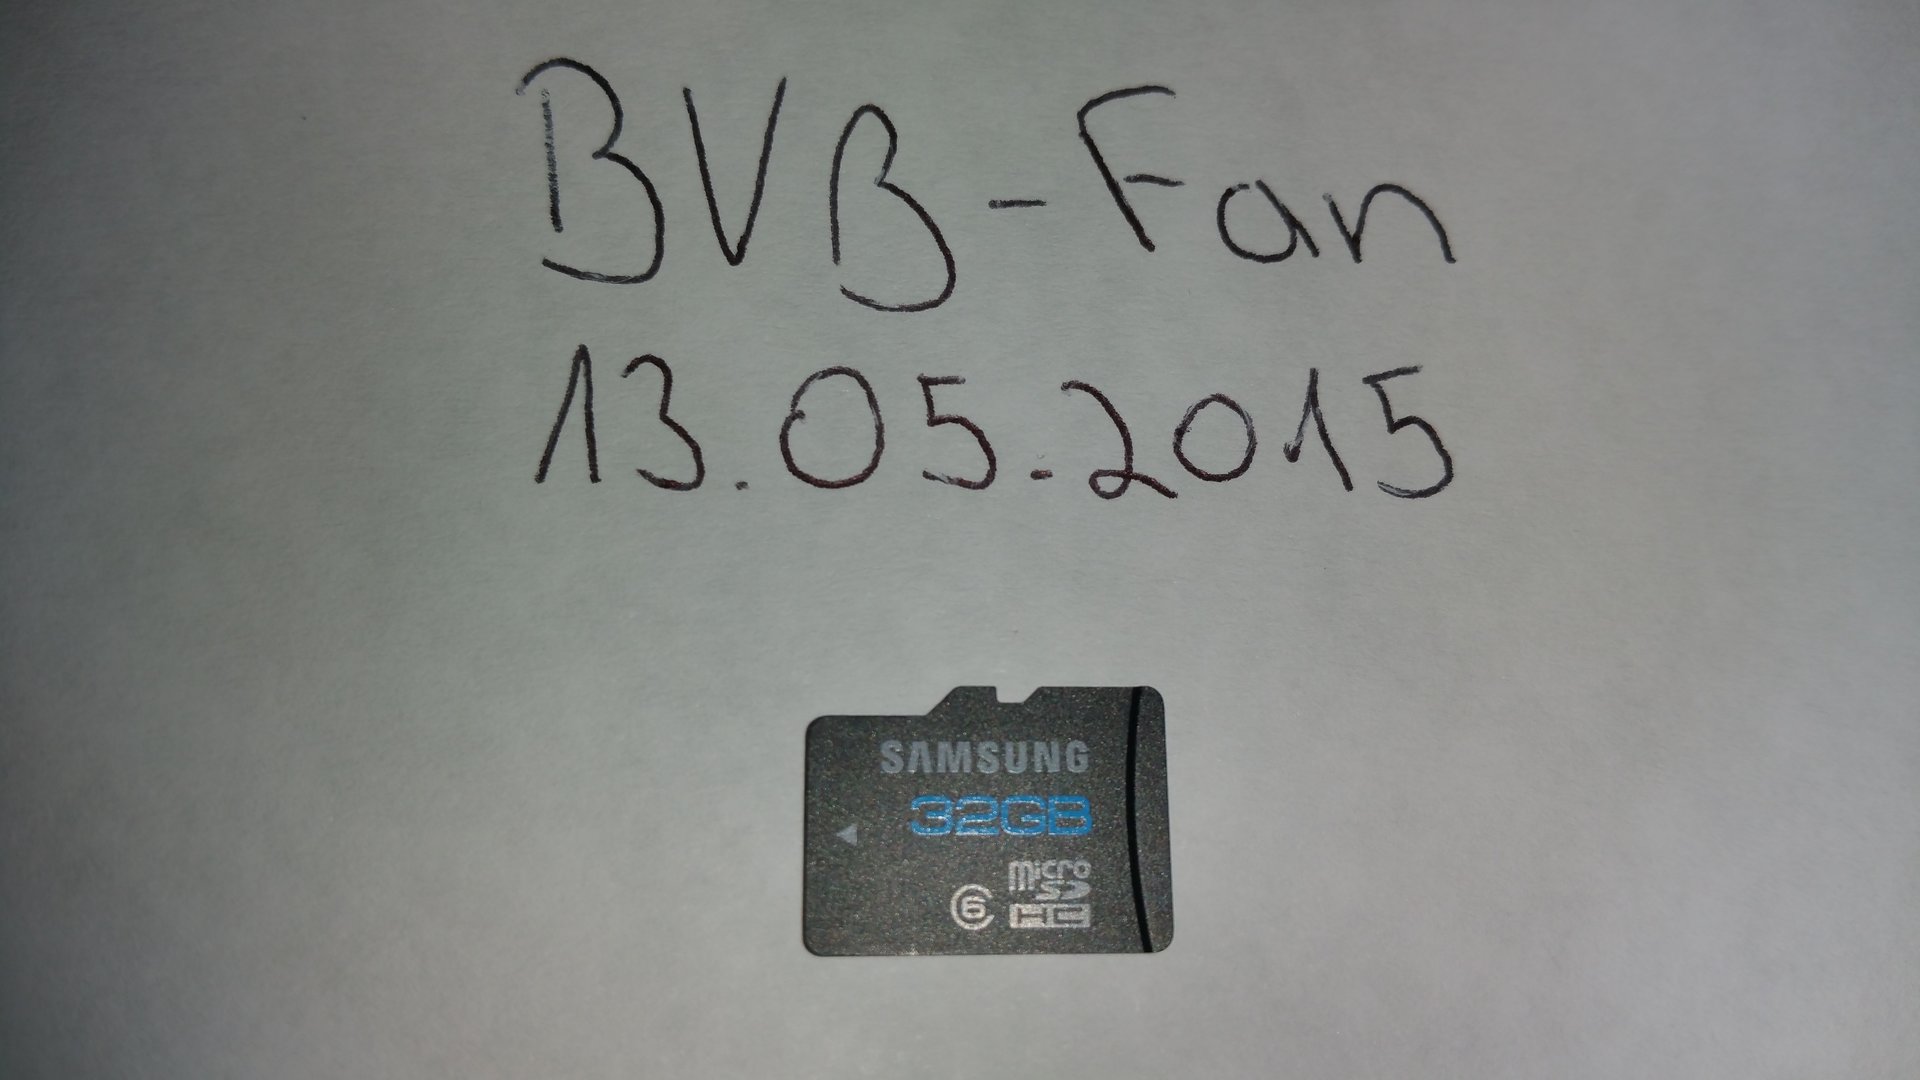 BVB-Fan
13.05.2015
SAMSUNG
32GB
micro
SD
6 HC